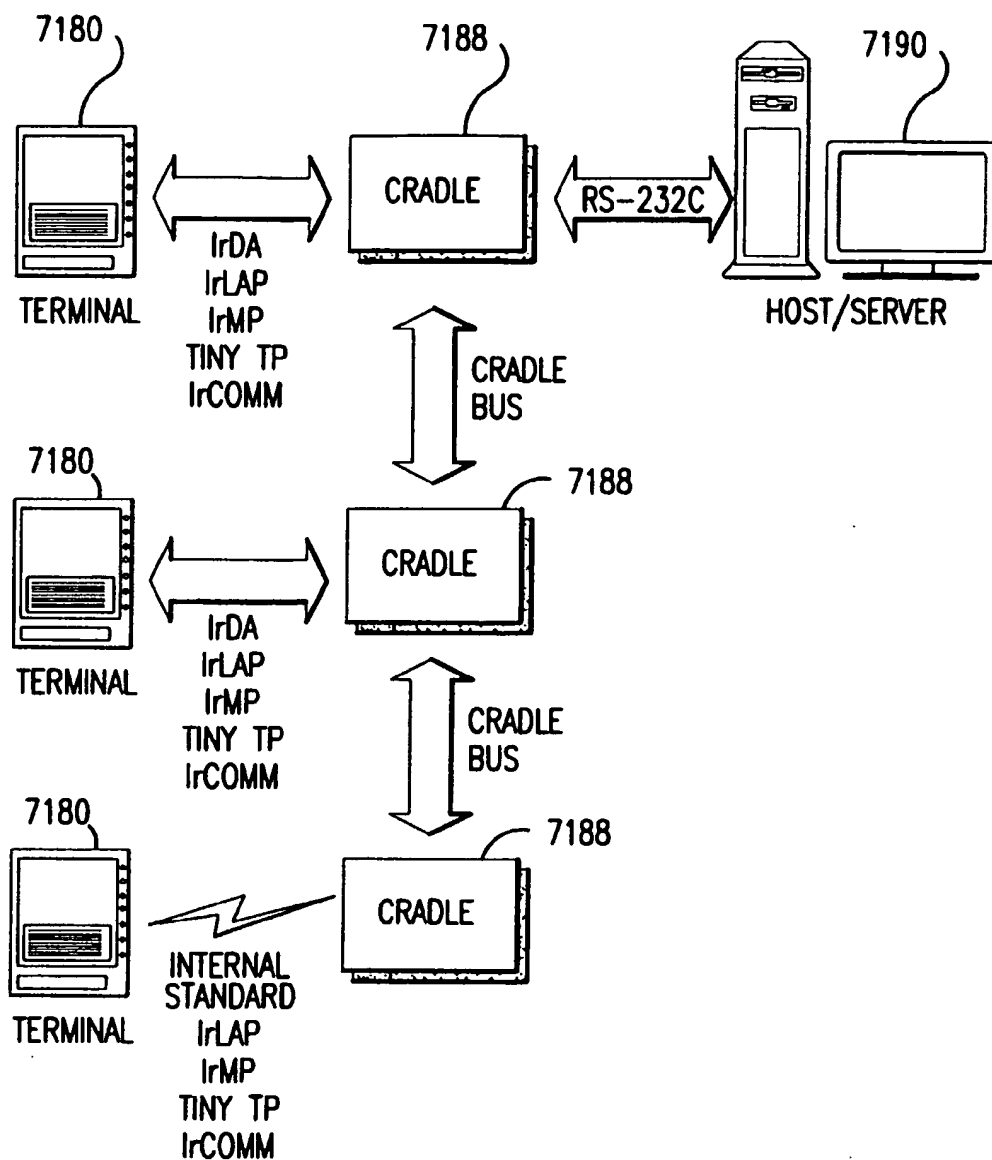 7180
7188
7190
CRADLE
RS-232C
TERMINAL
HOST/SERVER
IrDA
IrLAP
IrMP
TINY TP
IrCOMM
CRADLE
BUS
7180
7188
CRADLE
TERMINAL
IrDA
IrLAP
IrMP
TINY TP
IrCOMM
CRADLE
BUS
7180
7188
CRADLE
TERMINAL
INTERNAL
STANDARD
IrLAP
IrMP
TINY TP
IrCOMM